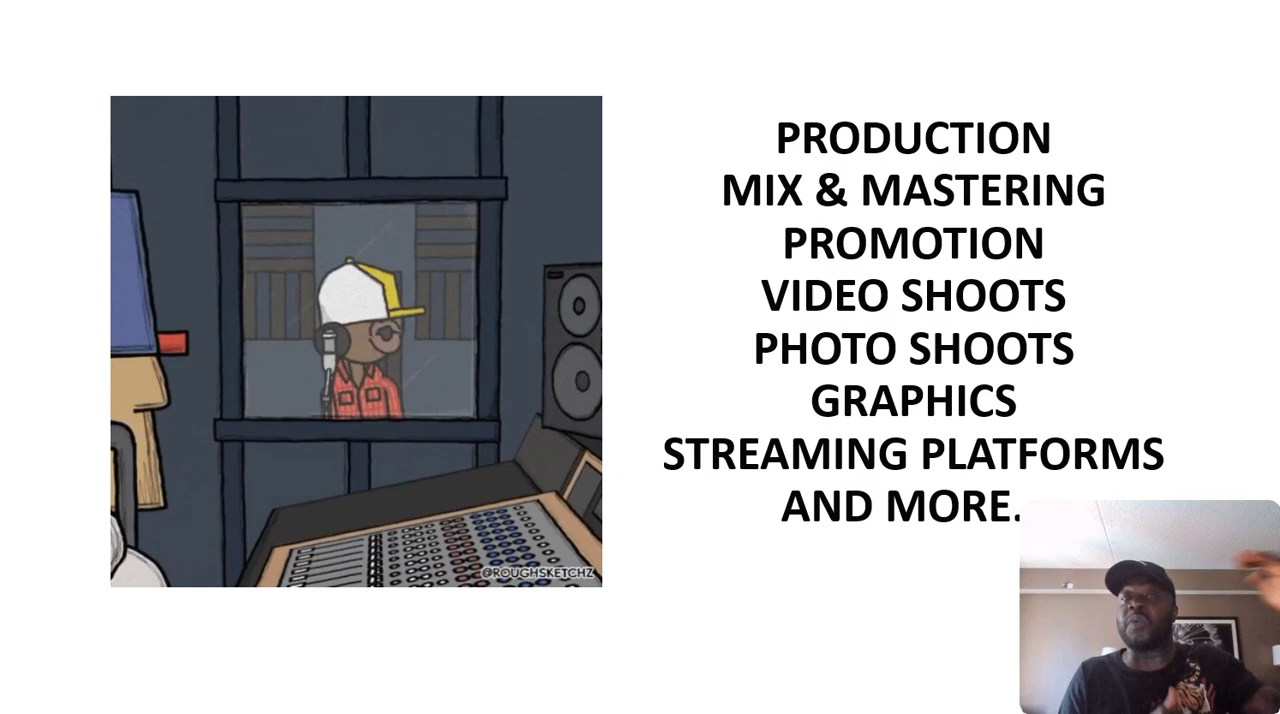 PRODUCTION
MIX & MASTERING
PROMOTION
VIDEO SHOOTS
PHOTO SHOOTS
GRAPHICS
STREAMING PLATFORMS
AND MORE.
@ROUGHSKETCHZ